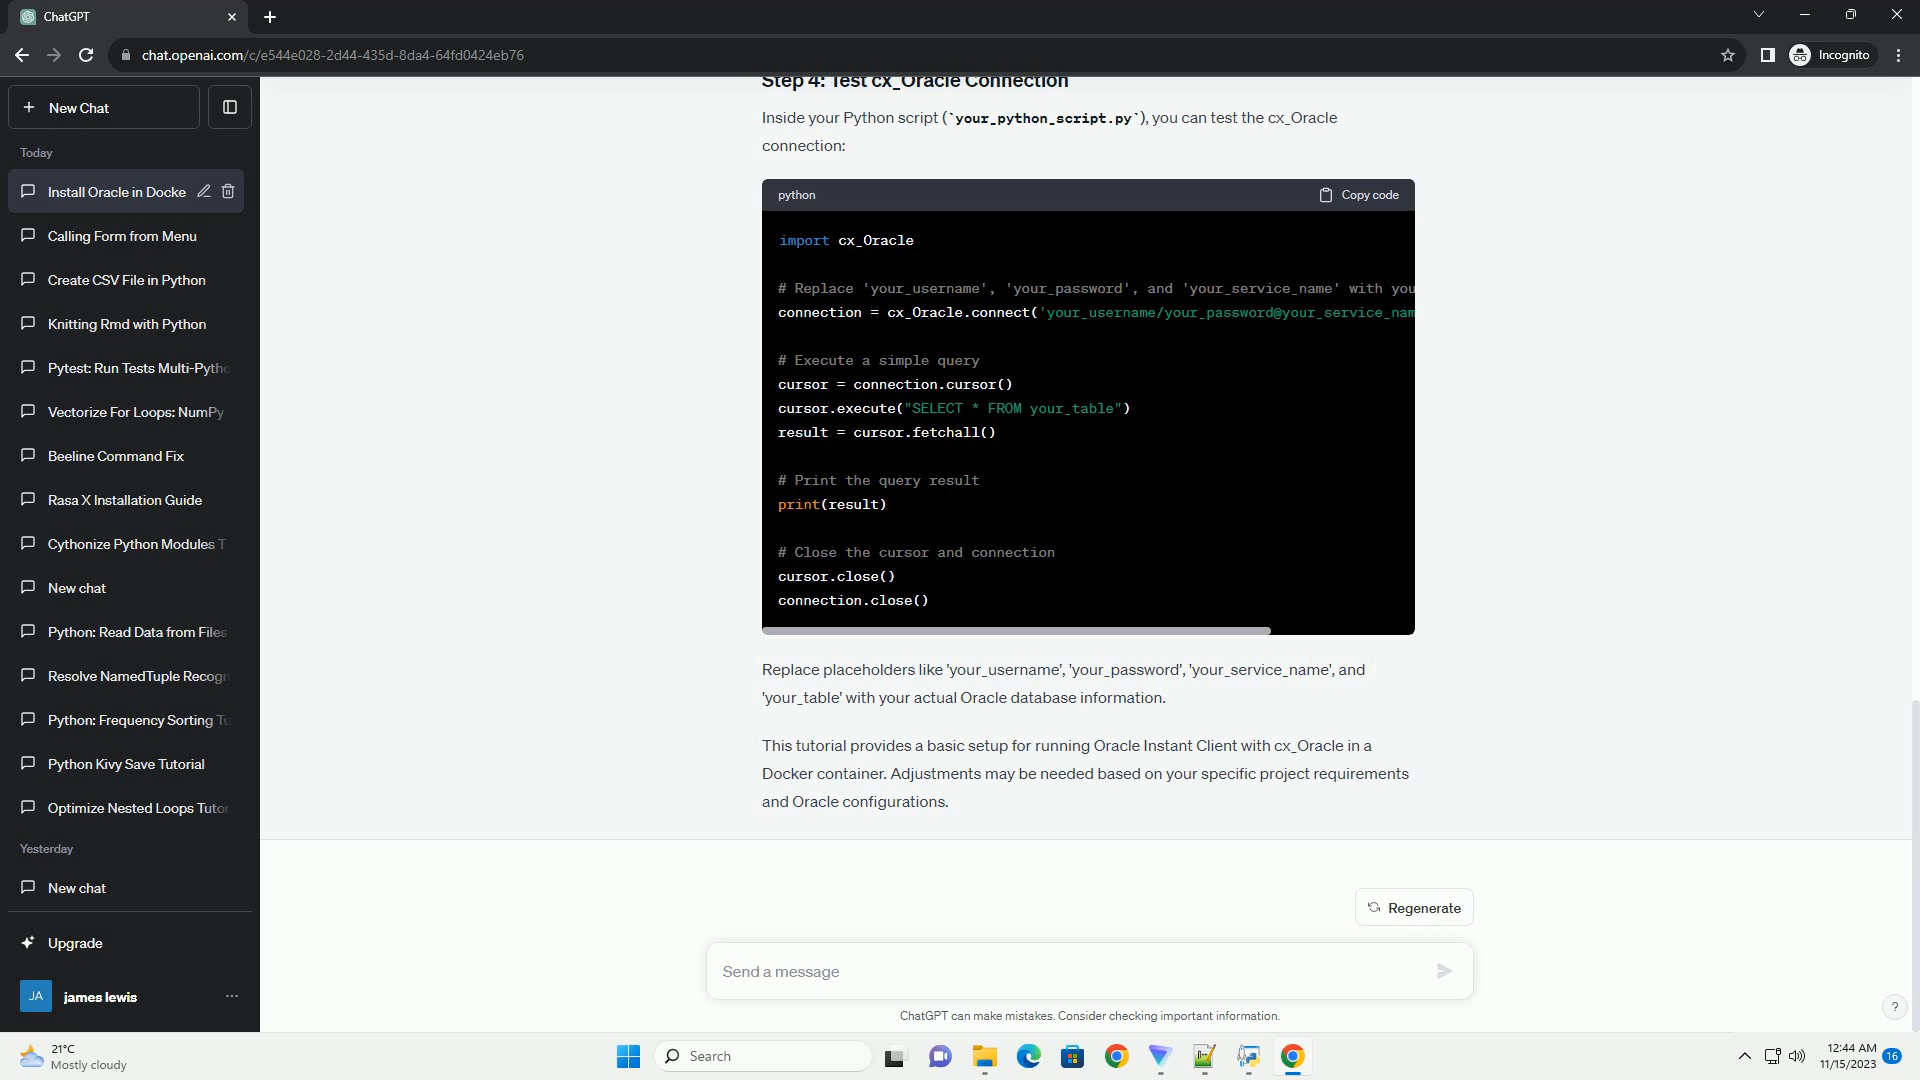 ChatGPT
chat.openai.com/c/e544e028-2d44-435d-8da4-64fd0424eb76
Incognito
New Chat
Today
Install Oracle in Docke
Calling Form from Menu
Create CSV File in Python
Knitting Rmd with Python
Pytest: Run Tests Multi-Pytho
Vectorize For Loops: NumPy
Beeline Command Fix
Rasa X Installation Guide
Cythonize Python Modules T
New chat
Python: Read Data from Files
Resolve NamedTuple Recogn
Python: Frequency Sorting Tu
Python Kivy Save Tutorial
Optimize Nested Loops Tutor
Yesterday
New chat
Upgrade
JA james lewis
Step 4: Test cx_Oracle Connection
Inside your Python script (`your_python_script.py`), you can test the cx_Oracle
connection:
python Copy code
import cx_Oracle
# Replace 'your_username', 'your_password', and 'your_service_name' with you
connection = cx_Oracle.connect('your_username/your_password@your_service_nam
# Execute a simple query
cursor = connection.cursor()
cursor.execute("SELECT * FROM your_table")
result = cursor.fetchall()
# Print the query result
print(result)
# Close the cursor and connection
cursor.close()
connection.close()
Replace placeholders like 'your_username', 'your_password', 'your_service_name', and
'your_table' with your actual Oracle database information.
This tutorial provides a basic setup for running Oracle Instant Client with cx_Oracle in a
Docker container. Adjustments may be needed based on your specific project requirements
and Oracle configurations.
Regenerate
Send a message
ChatGPT can make mistakes. Consider checking important information.
?
21°C
Mostly cloudy
Search
12:44 AM
11/15/2023
16